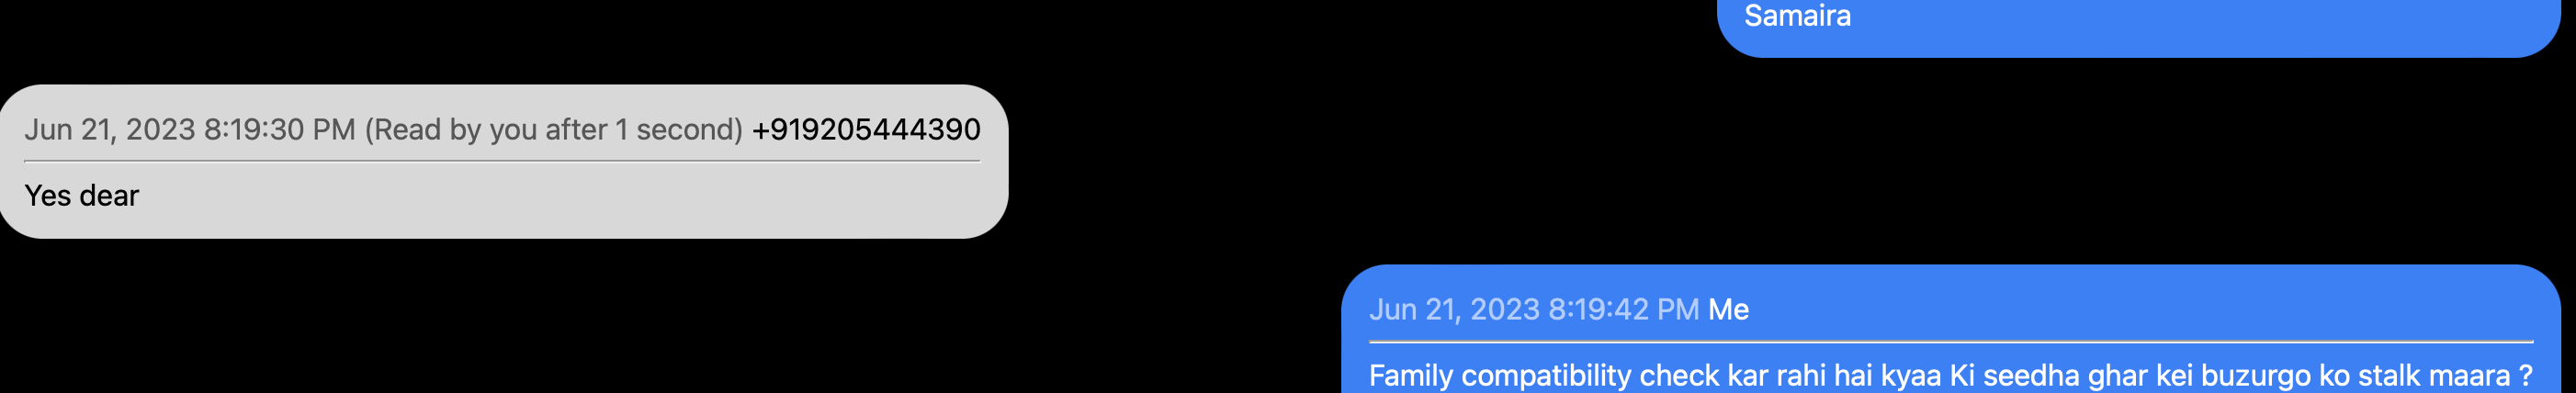 Samaira
Jun 21, 2023 8:19:30 PM (Read by you after 1 second) +919205444390
Yes dear
Jun 21, 2023 8:19:42 PM Me
Family compatibility check kar rahi hai kyaa Ki seedha ghar kei buzurgo ko stalk maara ?